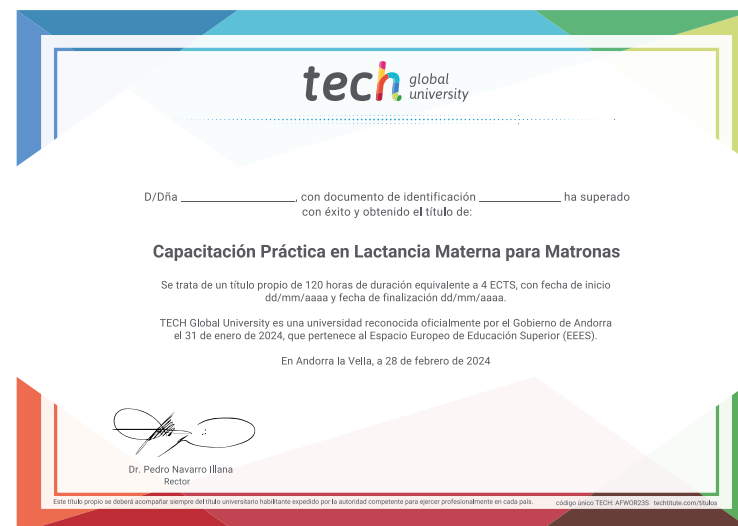 tech global university
D/Dña ________________, con documento de identificación ____________ ha superado
con éxito y obtenido el título de:
Capacitación Práctica en Lactancia Materna para Matronas
Se trata de un título propio de 120 horas de duración equivalente a 4 ECTS, con fecha de inicio
dd/mm/aaaa y fecha de finalización dd/mm/aaaa.
TECH Global University es una universidad reconocida oficialmente por el Gobierno de Andorra
el 31 de enero de 2024, que pertenece al Espacio Europeo de Educación Superior (EEES).
En Andorra la Vella, a 28 de febrero de 2024
Dr. Pedro Navarro Illana
Rector
Este título propio se deberá acompañar siempre del título universitario habilitante expedido por la autoridad competente para ejercer profesionalmente en cada país. código único TECH: AFWOR23S techtitute.com/titulos